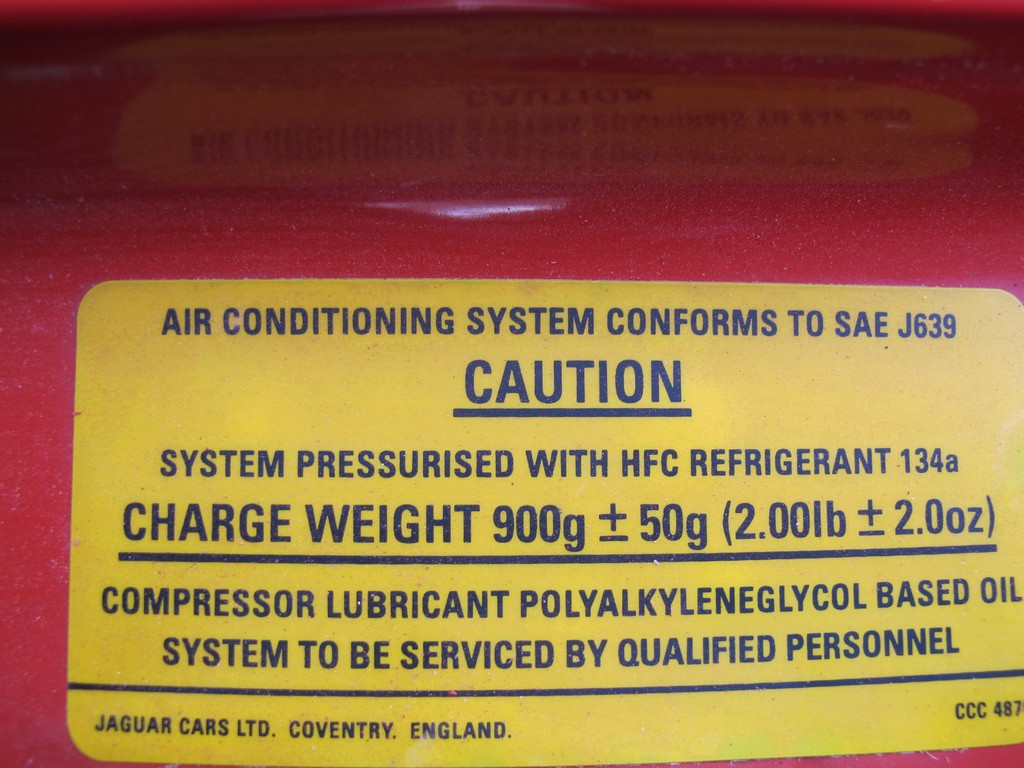 AIR CONDITIONING SYSTEM CONFORMS TO SAE J639
CAUTION
SYSTEM PRESSURISED WITH HFC REFRIGERANT 134a
CHARGE WEIGHT 900g ± 50g (2.00lb ± 2.0oz)
COMPRESSOR LUBRICANT POLYALKYLENEGLYCOL BASED OIL
SYSTEM TO BE SERVICED BY QUALIFIED PERSONNEL
JAGUAR CARS LTD. COVENTRY. ENGLAND.
CCC